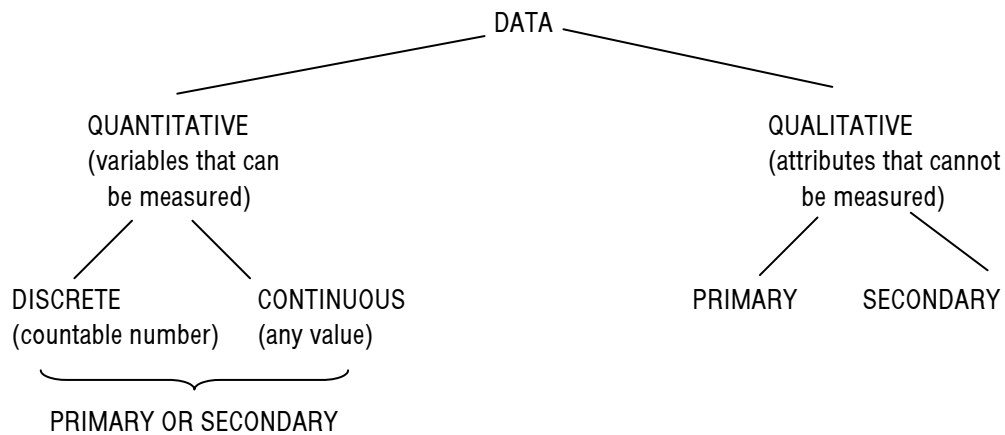 DATA
QUANTITATIVE
(variables that can
be measured)
QUALITATIVE
(attributes that cannot
be measured)
DISCRETE
(countable number)
CONTINUOUS
(any value)
PRIMARY
SECONDARY
PRIMARY OR SECONDARY